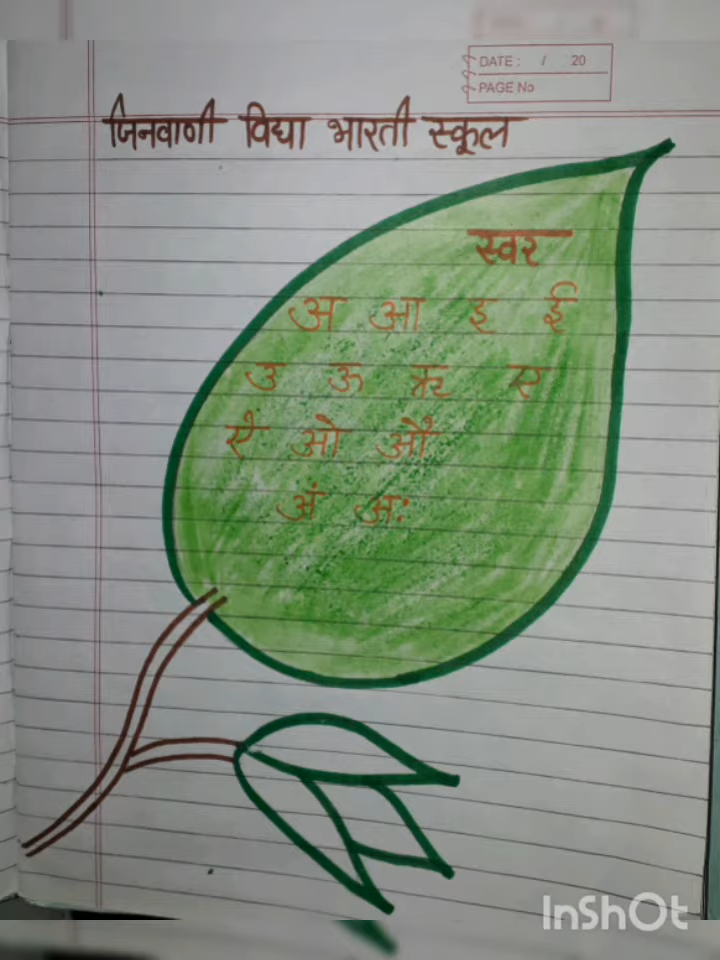 DATE : / 20
PAGE No
जिनवाणी विद्या भारती स्कूल
स्वर
अ आ इ ई
उ ऊ ऋ ए
ऐ ओ औ
अं अः
InShOt